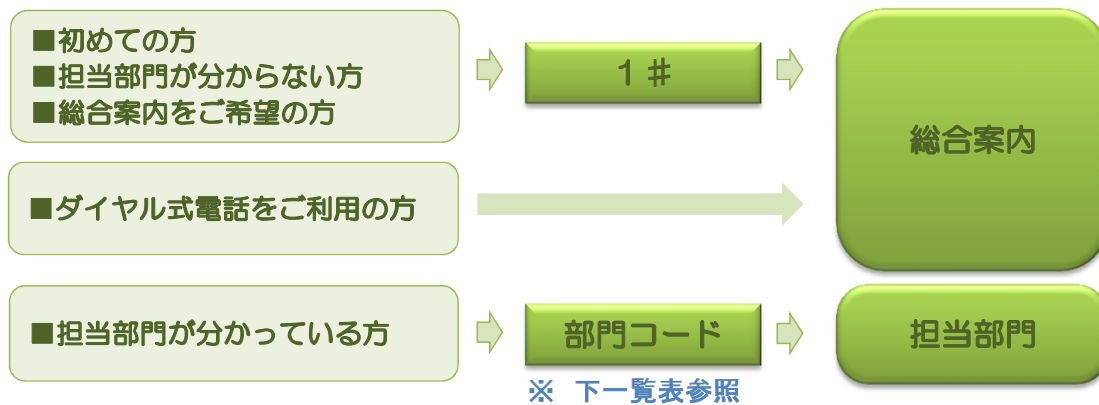 ■初めての方
■担当部門が分からない方
■総合案内をご希望の方
1#
総合案内
■ダイヤル式電話をご利用の方
■担当部門が分かっている方
部門コード
担当部門
※ 下一覧表参照